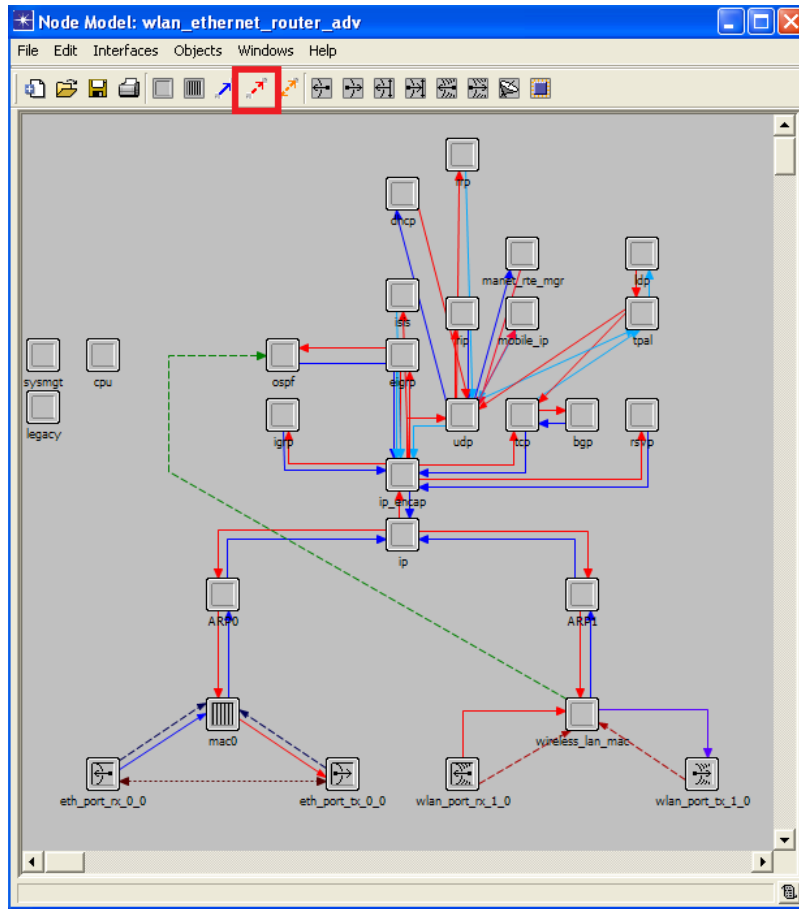 Node Model: wlan_ethernet_router_adv
File Edit Interfaces Objects Windows Help
dhcp
manet_rte_mgr
ldp
isis
rip
mobile_ip
tpal
sysmgt
cpu
ospf
eigrp
legacy
igrp
udp
tcp
bgp
rsvp
ip_encap
ip
ARP0
ARP1
mac0
wireless_lan_mac
eth_port_rx_0_0
eth_port_tx_0_0
wlan_port_rx_1_0
wlan_port_tx_1_0